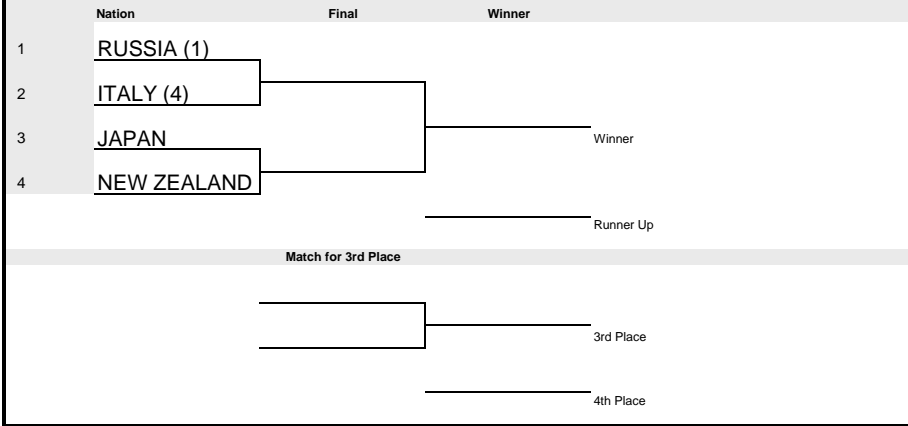 Nation Final Winner
1 RUSSIA (1)
2 ITALY (4)
3 JAPAN
Winner
4 NEW ZEALAND
Runner Up
Match for 3rd Place
3rd Place
4th Place